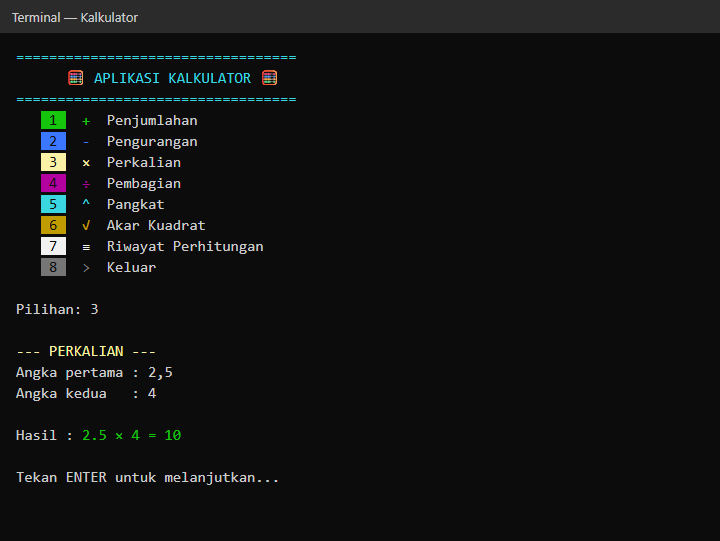 Terminal — Kalkulator
==================================
🧮 APLIKASI KALKULATOR 🧮
==================================
1 + Penjumlahan
2 - Pengurangan
3 × Perkalian
4 ÷ Pembagian
5 ^ Pangkat
6 √ Akar Kuadrat
7 ≡ Riwayat Perhitungan
8 > Keluar
Pilihan: 3
--- PERKALIAN ---
Angka pertama : 2,5
Angka kedua : 4
Hasil : 2.5 × 4 = 10
Tekan ENTER untuk melanjutkan...